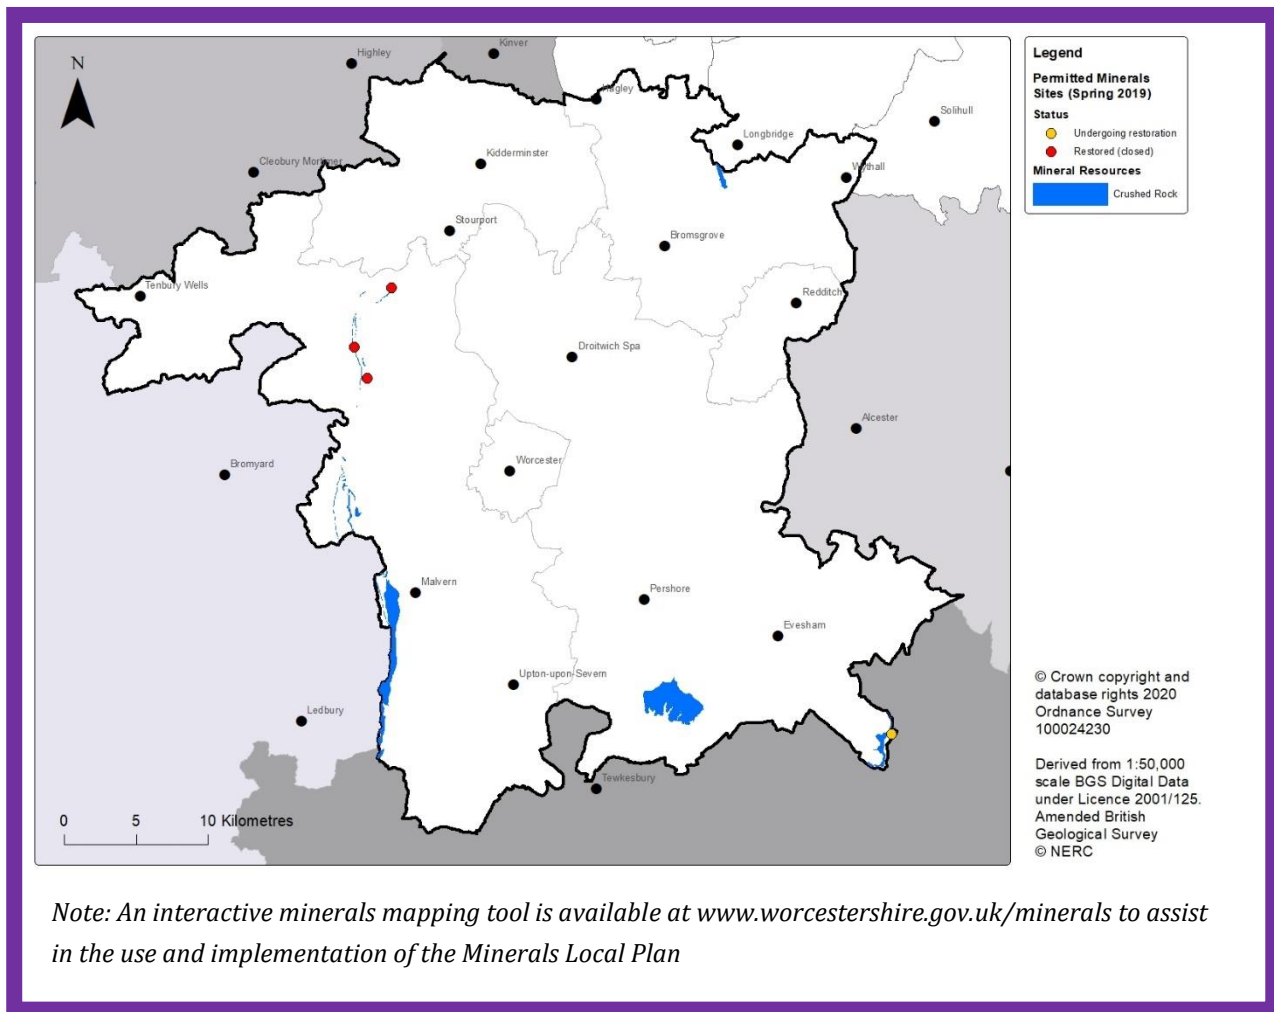 Highley
Kinver
N
Hagley
Solihull
Longbridge
Cleobury Mortimer
Kidderminster
Wythall
Stourport
Bromsgrove
Tenbury Wells
Redditch
Droitwich Spa
Alcester
Bromyard
Worcester
Malvern
Pershore
Evesham
Upton-upon-Severn
Ledbury
Tewkesbury
0 5 10 Kilometres
Legend
Permitted Minerals
Sites (Spring 2019)
Status
Undergoing restoration
Restored (closed)
Mineral Resources
Crushed Rock
© Crown copyright and
database rights 2020
Ordnance Survey
100024230
Derived from 1:50,000
scale BGS Digital Data
under Licence 2001/125.
Amended British
Geological Survey
© NERC
Note: An interactive minerals mapping tool is available at www.worcestershire.gov.uk/minerals to assist
in the use and implementation of the Minerals Local Plan